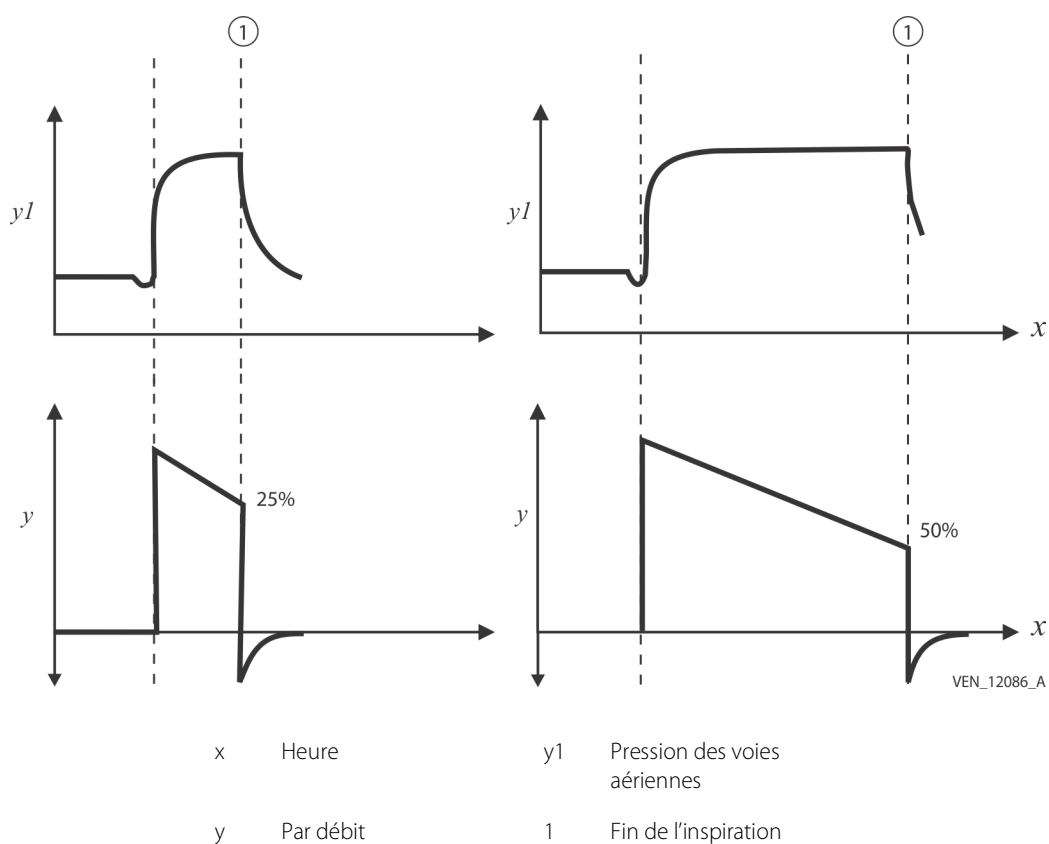 1
1
y1
y1
x
y
25%
y
50%
x
VEN_12086_A
x Heure
y1 Pression des voies
aériennes
y Par débit
1 Fin de l'inspiration